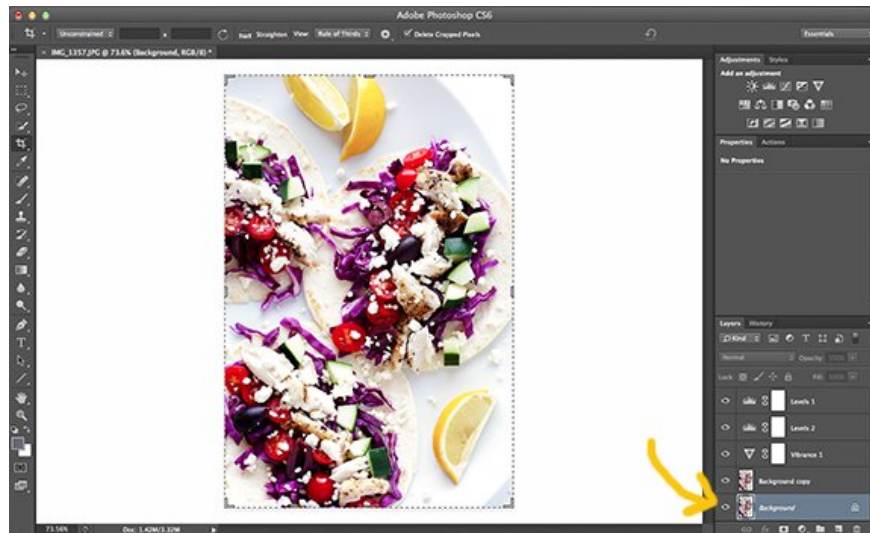 Adobe Photoshop CS6
Unconstrained x Straighten View: Rule of Thirds Delete Cropped Pixels Essentials
× IMG_1357.JPG @ 73.6% (Background, RGB/8) *
Adjustments Styles
Add an adjustment
Properties Actions
No Properties
Layers History
Kind T
Normal Opacity:
Lock: Fill:
Levels 1
Levels 2
Vibrance 1
Background copy
Background
fx
73.56% Doc: 1.42M/3.32M